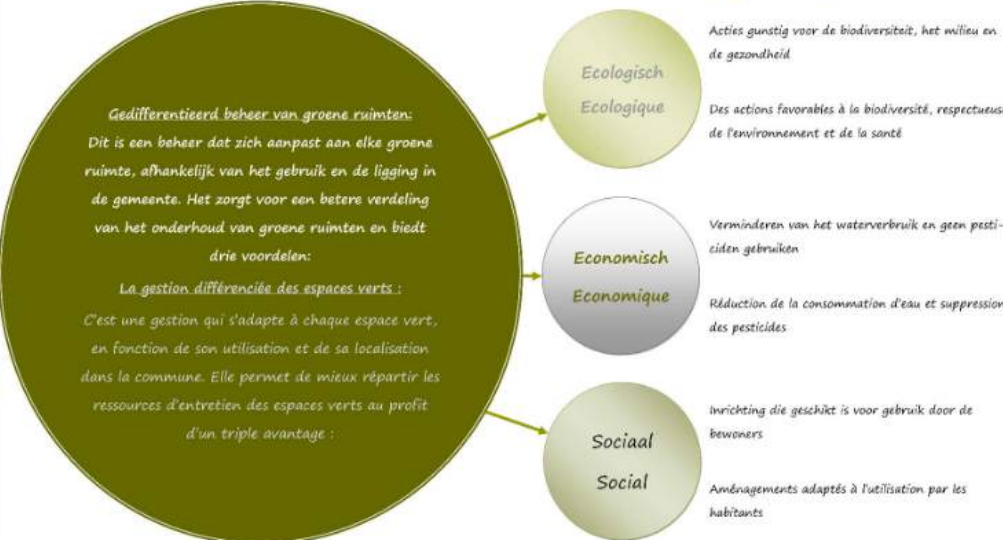 Gedifferentieerd beheer van groene ruimten:
Dit is een beheer dat zich aanpast aan elke groene
ruimte, afhankelijk van het gebruik en de ligging in
de gemeente. Het zorgt voor een betere verdeling
van het onderhoud van groene ruimten en biedt
drie voordelen:
La gestion différenciée des espaces verts :
C'est une gestion qui s'adapte à chaque espace vert,
en fonction de son utilisation et de sa localisation
dans la commune. Elle permet de mieux répartir les
ressources d'entretien des espaces verts au profit
d'un triple avantage :
Ecologisch
Ecologique
Acties gunstig voor de biodiversiteit, het milieu en
de gezondheid
Des actions favorables à la biodiversité, respectueus
de l'environnement et de la santé
Economisch
Economique
Verminderen van het waterverbruik en geen pesti-
ciden gebruiken
Réduction de la consommation d'eau et suppression
des pesticides
Sociaal
Social
Inrichting die geschikt is voor gebruik door de
bewoners
Aménagements adaptés à l'utilisation par les
habitants